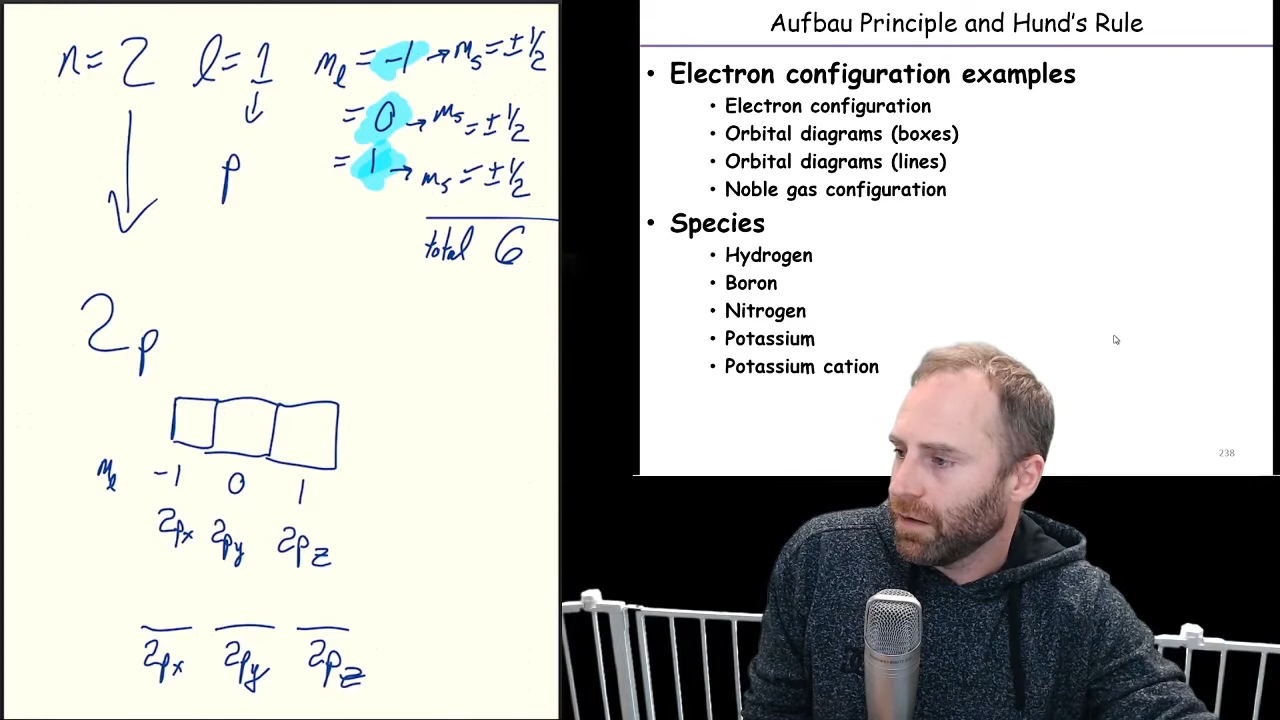 n = 2 l = 1 mₗ = -1 → mₛ = ± 1/2
= 0 → mₛ = ± 1/2
↓ p = 1 → mₛ = ± 1/2
total 6
2p
mₗ -1 0 1
2px 2py 2pz
2px 2py 2pz
Aufbau Principle and Hund's Rule
• Electron configuration examples
• Electron configuration
• Orbital diagrams (boxes)
• Orbital diagrams (lines)
• Noble gas configuration
• Species
• Hydrogen
• Boron
• Nitrogen
• Potassium
• Potassium cation
238